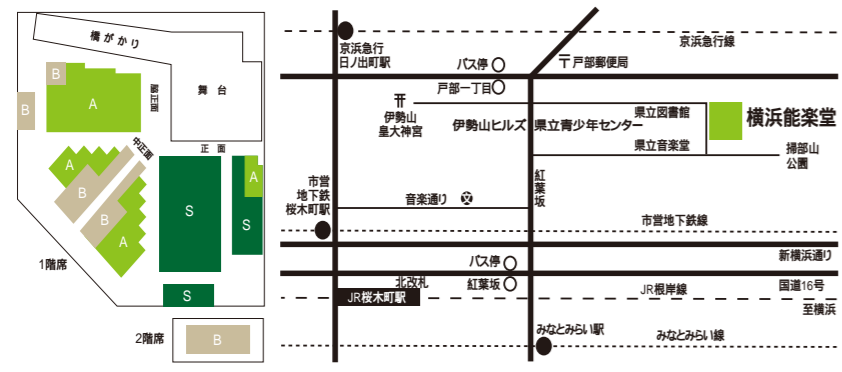 橋がかり
舞台
B
B
A
脇正面
中正面
正面
A
B
S
A
S
B
A
1階席
S
2階席
B
京浜急行線
京浜急行
日ノ出町駅
バス停
〒戸部郵便局
戸部一丁目
伊勢山
皇大神宮
伊勢山ヒルズ
県立青少年センター
県立図書館
横浜能楽堂
県立音楽堂
掃部山
公園
紅葉坂
市営
地下鉄
桜木町駅
音楽通り
市営地下鉄線
新横浜通り
バス停
紅葉坂
北改札
JR桜木町駅
JR根岸線
国道16号
至横浜
みなとみらい駅
みなとみらい線